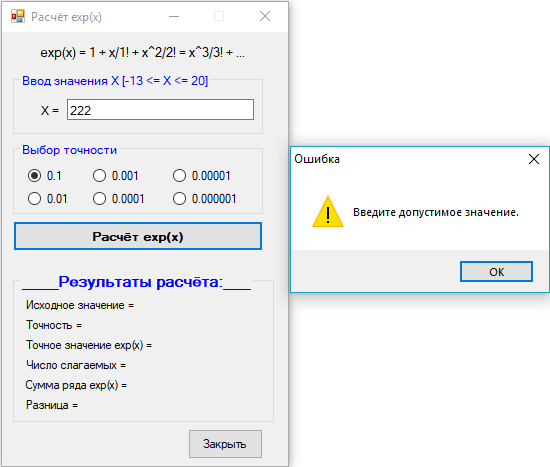 Расчёт exp(x)
exp(x) = 1 + x/1! + x^2/2! = x^3/3! + ...
Ввод значения X [-13 <= X <= 20]
X = 222
Выбор точности
0.1 0.001 0.00001
0.01 0.0001 0.000001
Расчёт exp(x)
____Результаты расчёта:___
Исходное значение =
Точность =
Точное значение exp(x) =
Число слагаемых =
Сумма ряда exp(x) =
Разница =
Закрыть
Ошибка
Введите допустимое значение.
OK